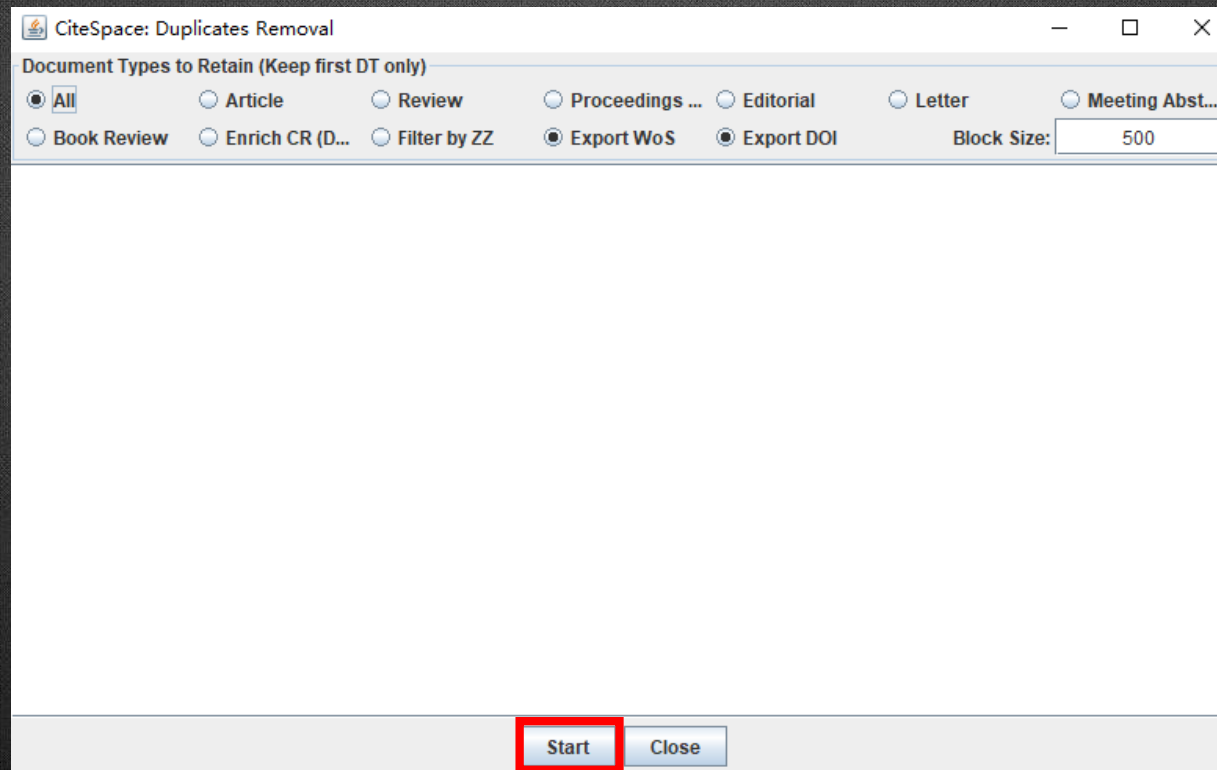 CiteSpace: Duplicates Removal
Document Types to Retain (Keep first DT only)
All Article Review Proceedings ... Editorial Letter Meeting Abst...
Book Review Enrich CR (D... Filter by ZZ Export WoS Export DOI Block Size: 500
Start Close